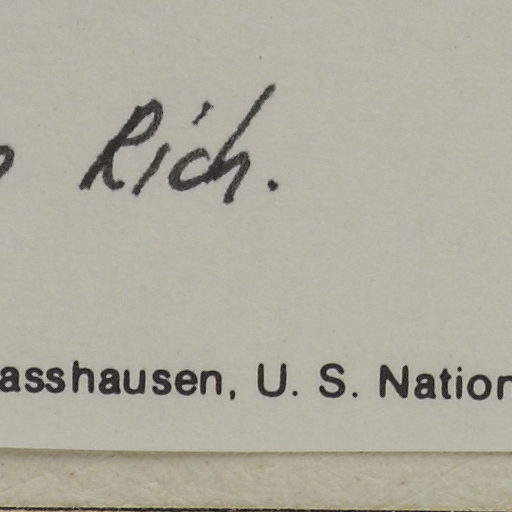 Rich.
asshausen, U. S. Nation